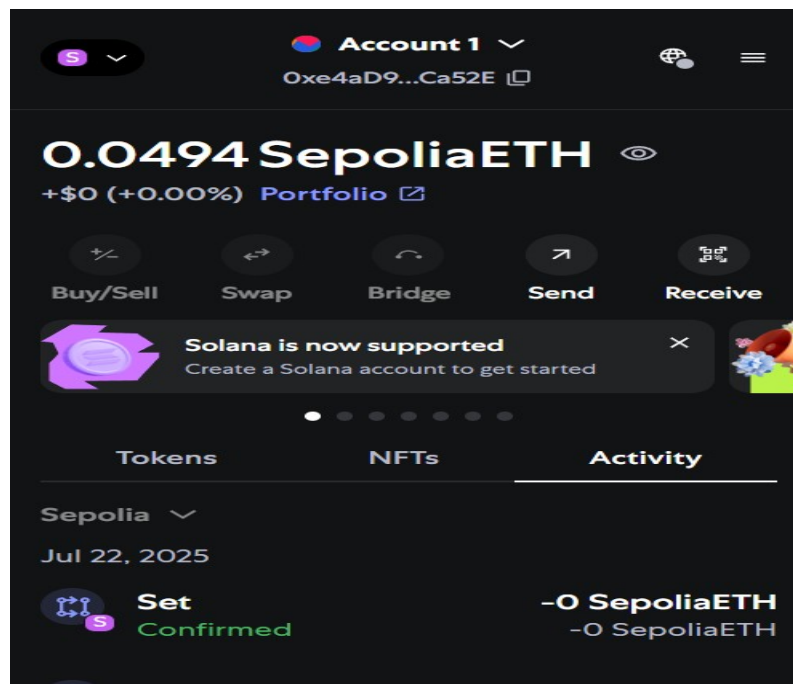 S
Account 1
0xe4aD9...Ca52E
0.0494 SepoliaETH
+$0 (+0.00%) Portfolio
Buy/Sell Swap Bridge Send Receive
Solana is now supported
Create a Solana account to get started
Tokens NFTs Activity
Sepolia
Jul 22, 2025
Set -0 SepoliaETH
S Confirmed -0 SepoliaETH